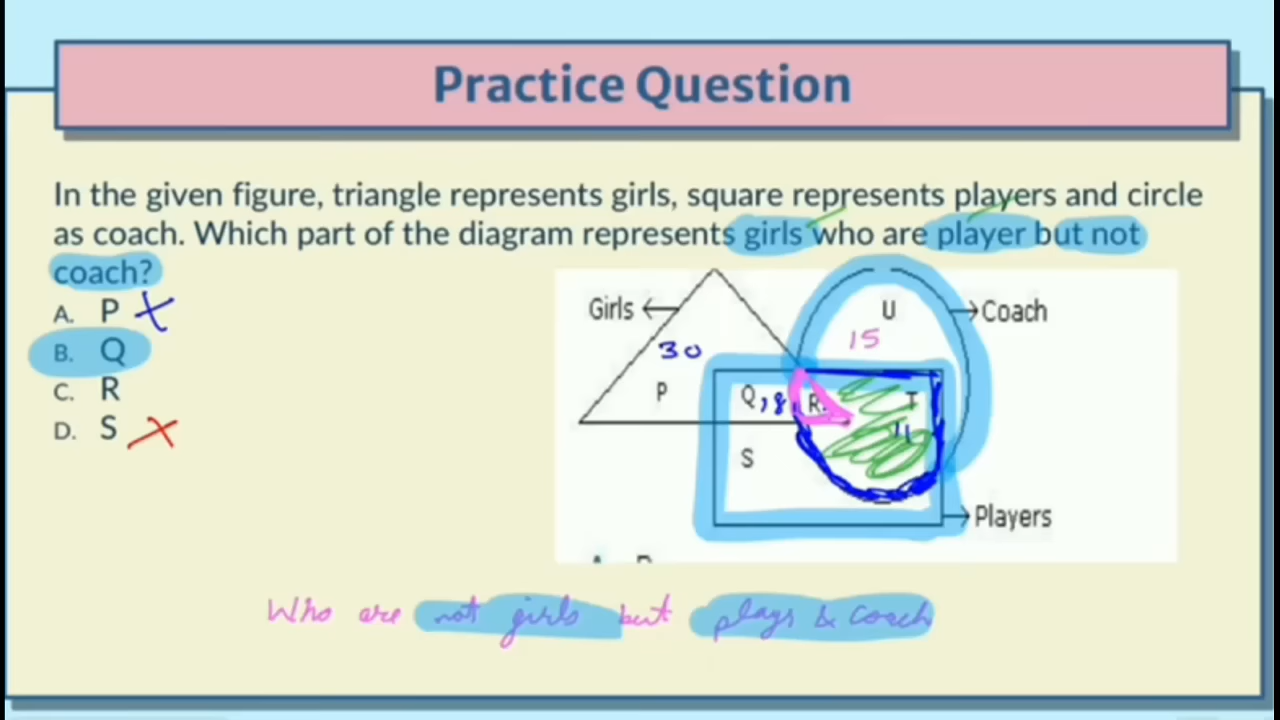 Practice Question
In the given figure, triangle represents girls, square represents players and circle
as coach. Which part of the diagram represents girls who are player but not
coach?
A. P
B. Q
C. R
D. S
Girls
U
Coach
15
30
P
Q, 8
R
T
11
S
Players
Who are not girls but plays & coach